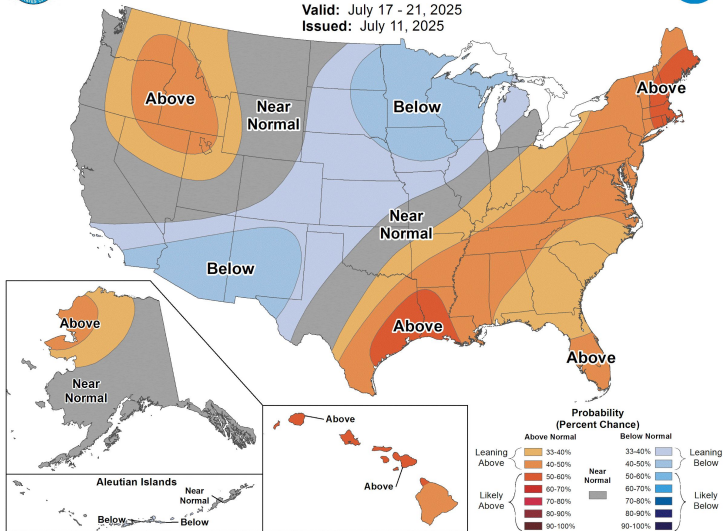 Valid: July 17 - 21, 2025
Issued: July 11, 2025
Above
Near
Normal
Below
Above
Near
Normal
Below
Above
Above
Above
Near
Normal
Above
Above
Aleutian Islands
Near
Normal
Below
Below
Probability
(Percent Chance)
Above Normal
Below Normal
Leaning
Above
33-40%
40-50%
Likely
Above
50-60%
60-70%
70-80%
80-90%
90-100%
Near
Normal
33-40%
40-50%
Leaning
Below
50-60%
60-70%
70-80%
80-90%
90-100%
Likely
Below